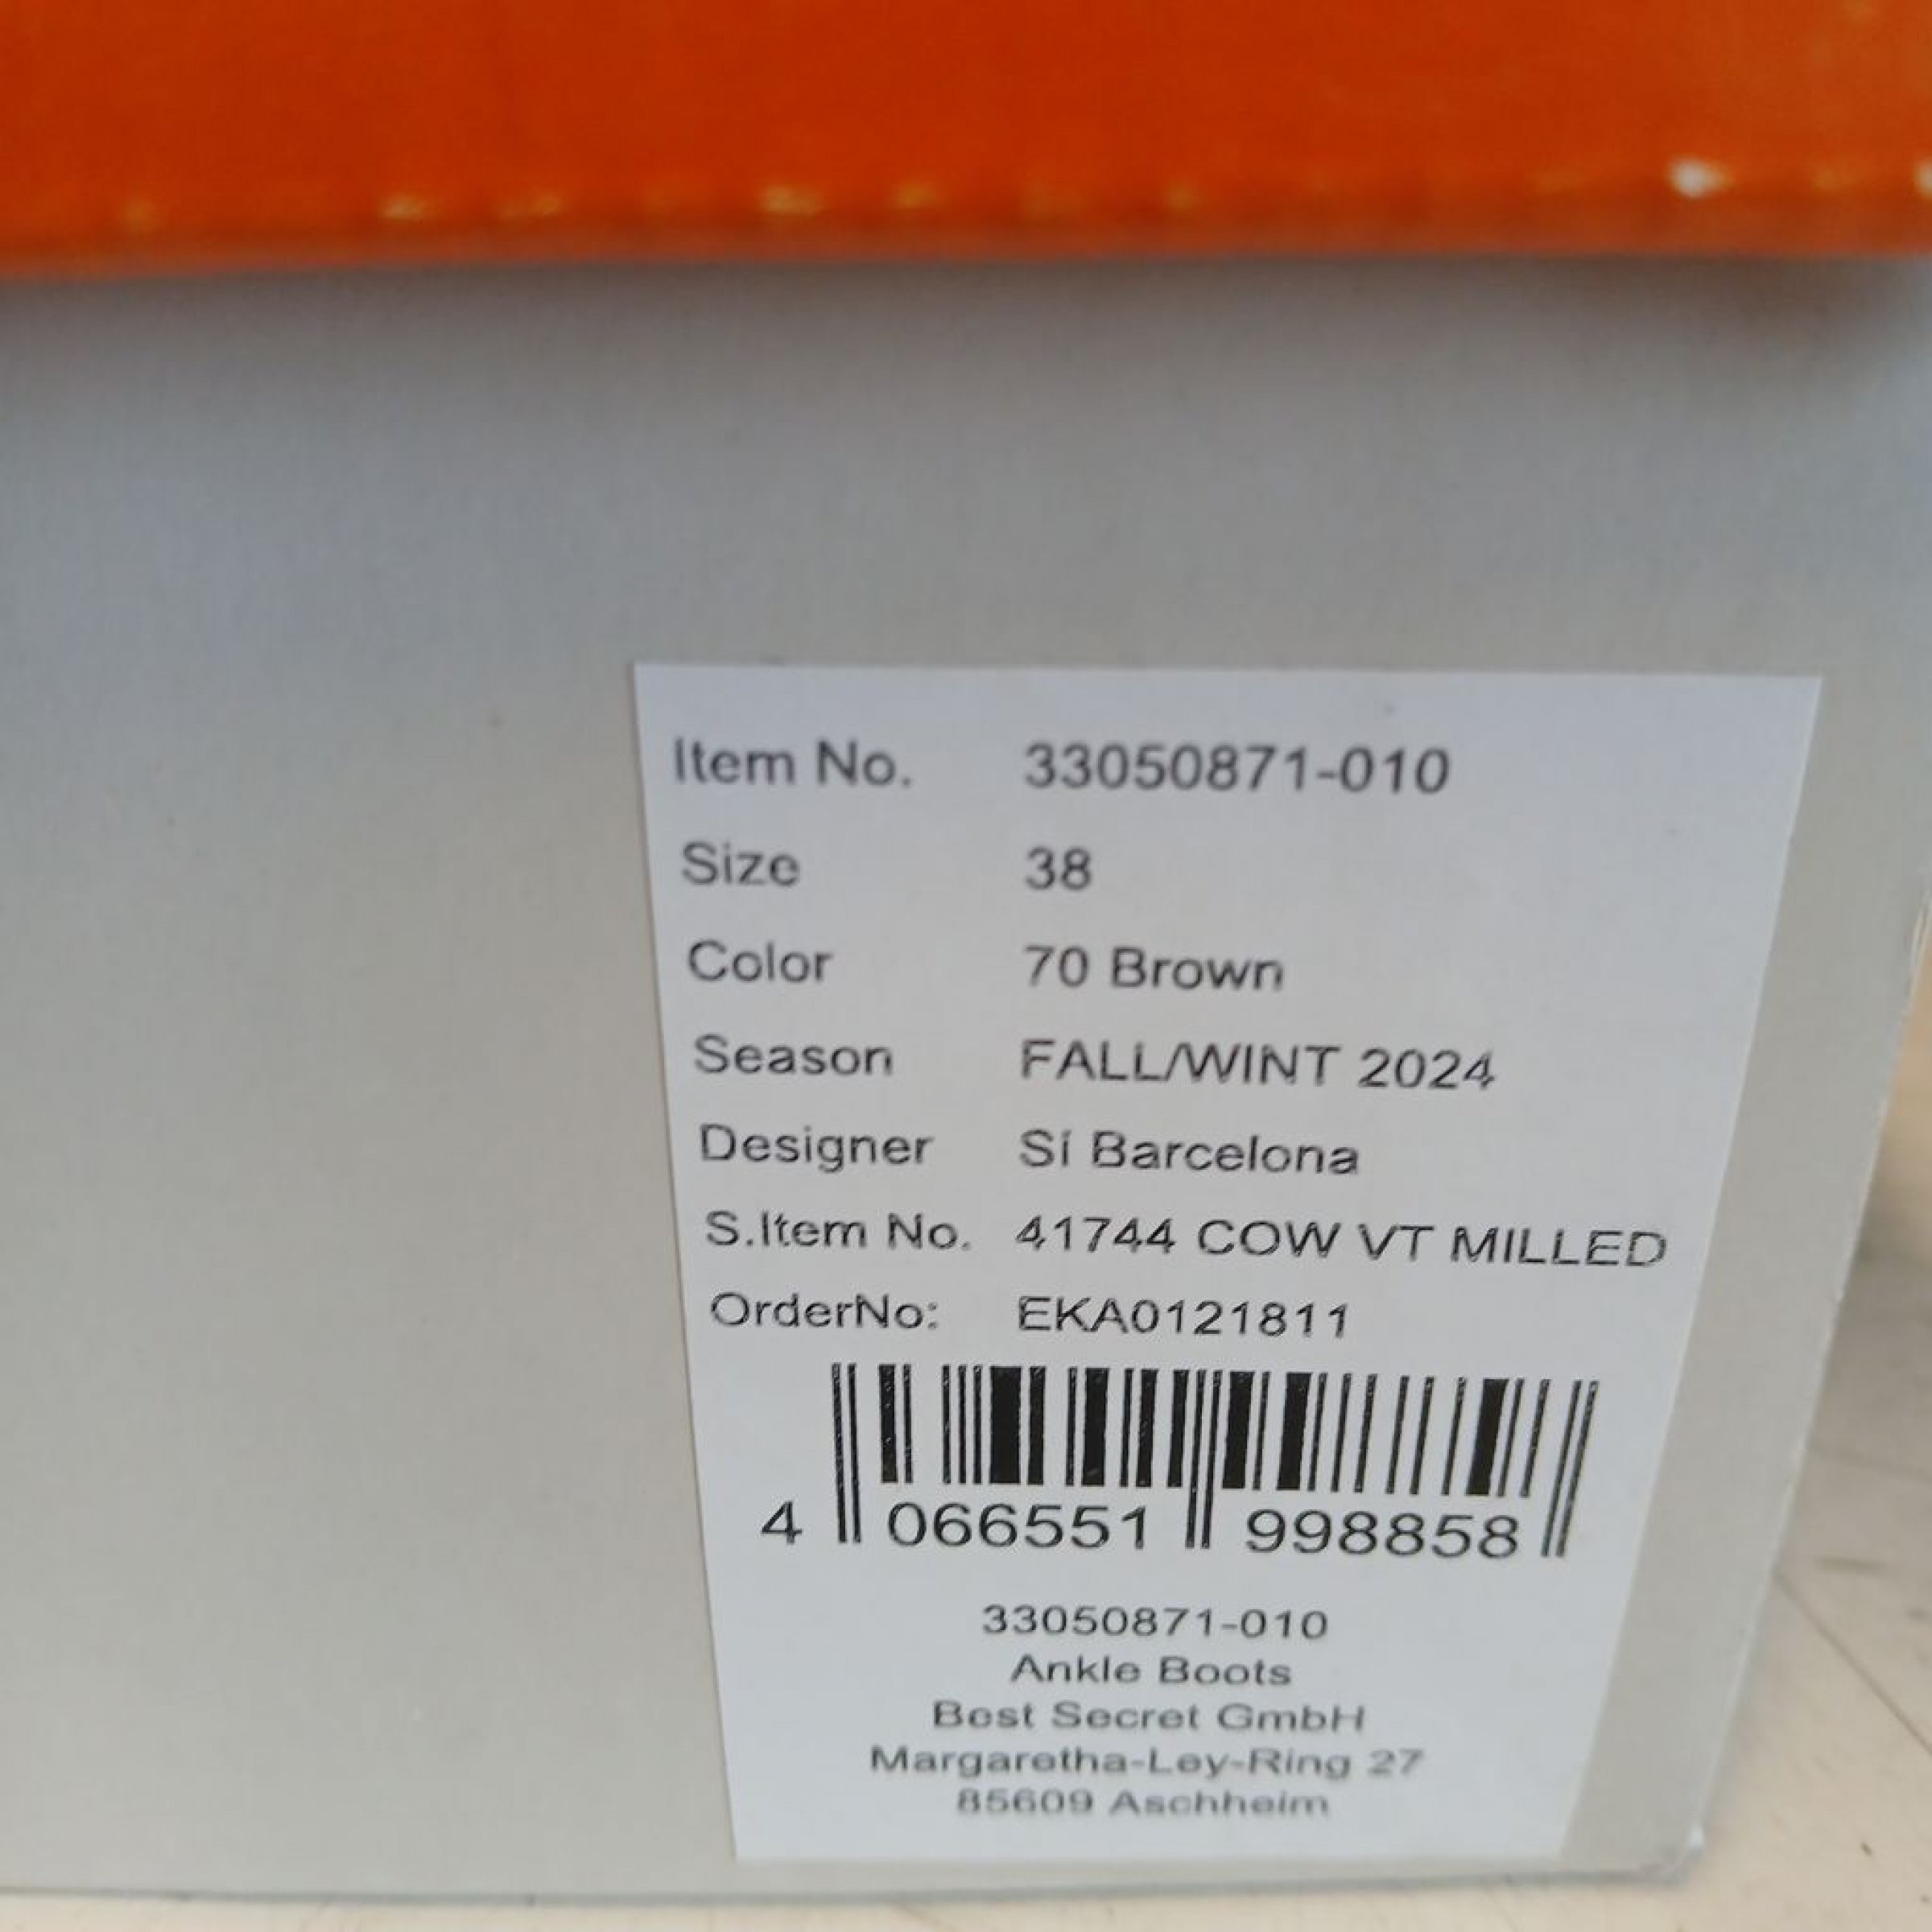 Item No. 33050871-010
Size 38
Color 70 Brown
Season FALL/WINT 2024
Designer Sí Barcelona
S.Item No. 41744 COW VT MILLED
OrderNo: EKA0121811
4 066551 998858
33050871-010
Ankle Boots
Best Secret GmbH
Margaretha-Ley-Ring 27
85609 Aschheim